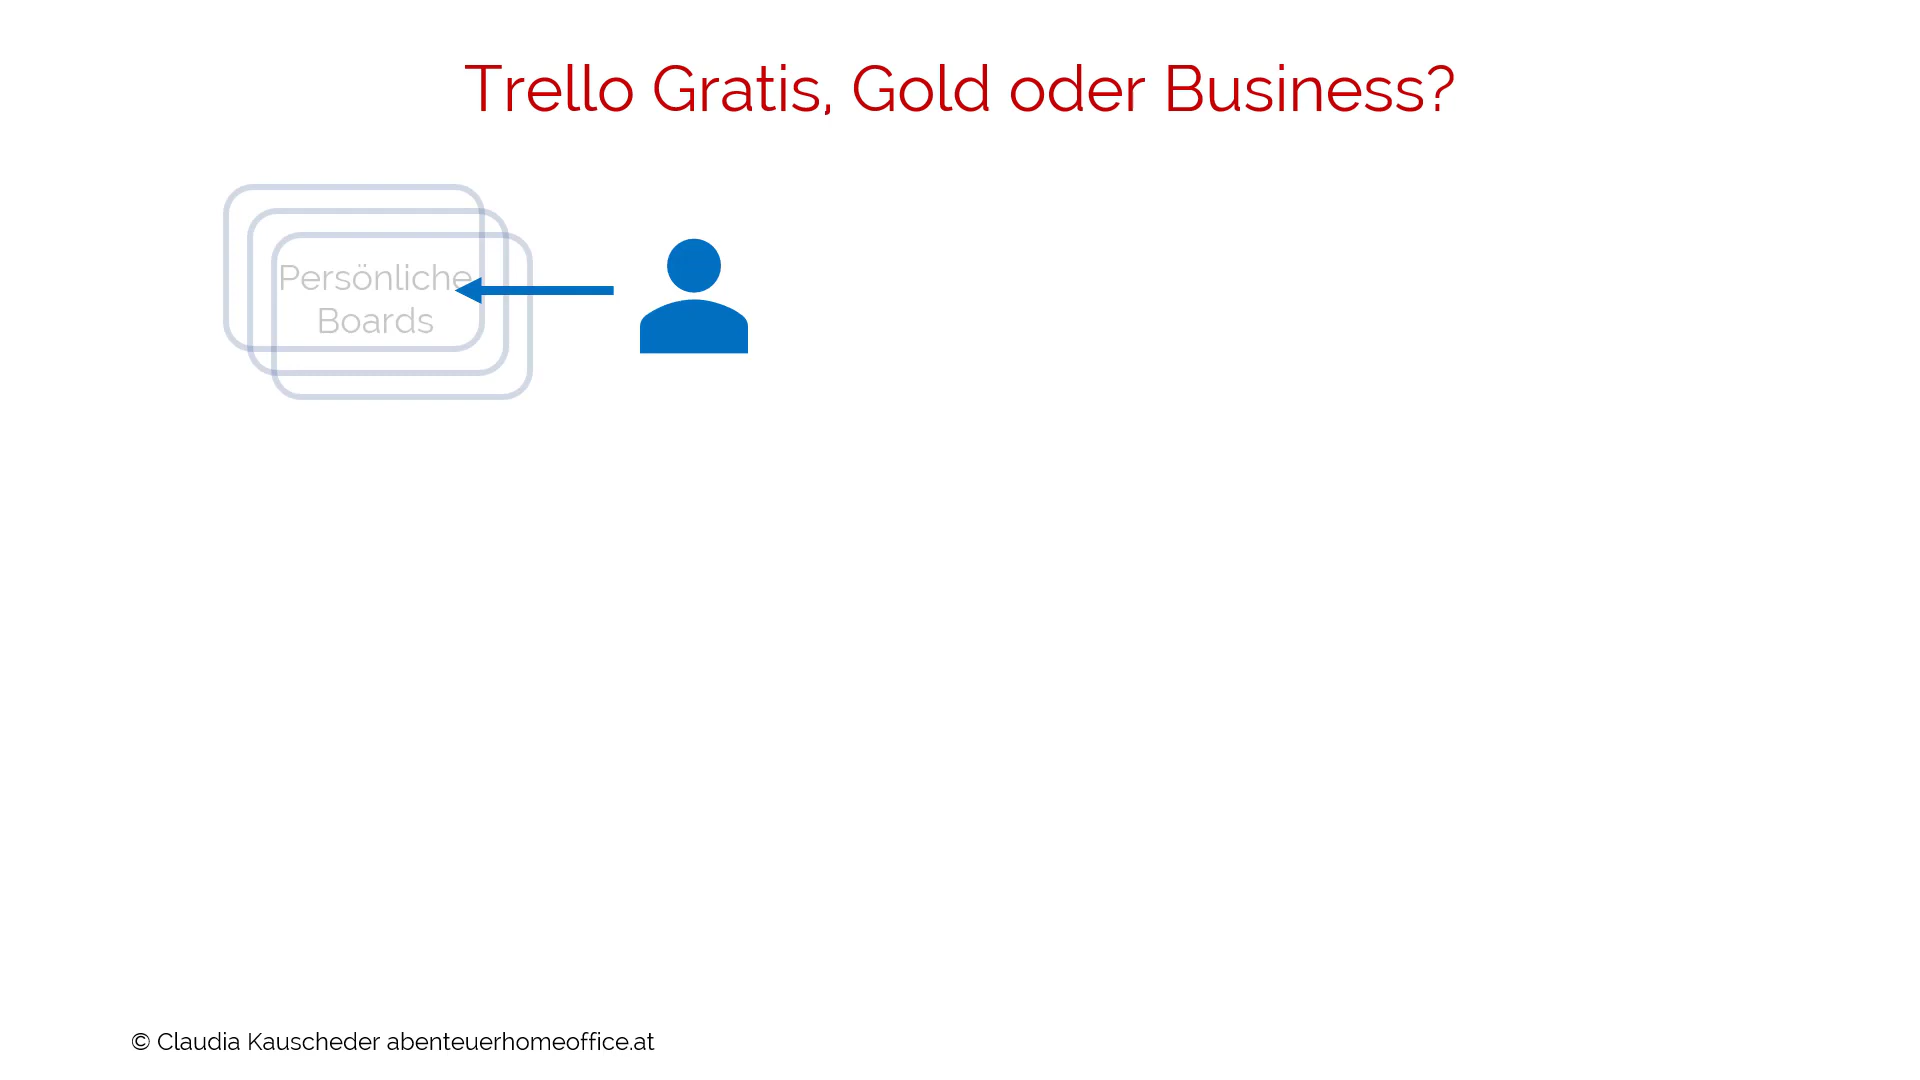 Trello Gratis, Gold oder Business?
Persönliche
Boards
© Claudia Kauscheder abenteuerhomeoffice.at